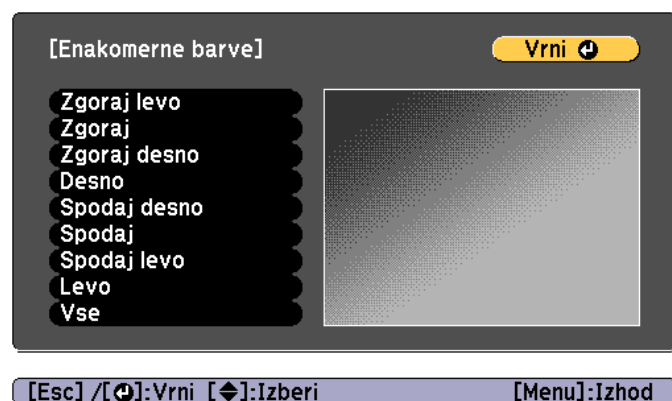 [Enakomerne barve]
Vrni
Zgoraj levo
Zgoraj
Zgoraj desno
Desno
Spodaj desno
Spodaj
Spodaj levo
Levo
Vse
[Esc] /[↵]:Vrni [◆]:Izberi [Menu]:Izhod